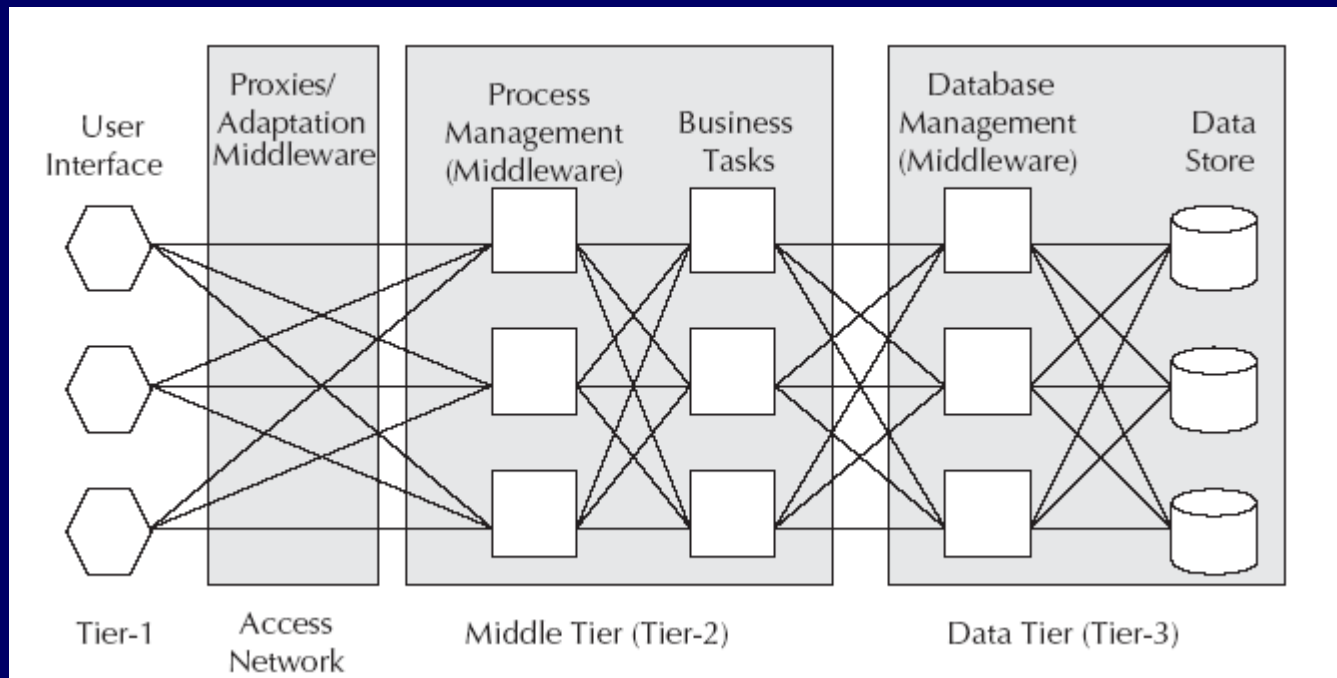 User
Interface
Proxies/
Adaptation
Middleware
Process
Management
(Middleware)
Business
Tasks
Database
Management
(Middleware)
Data
Store
Tier-1
Access
Network
Middle Tier (Tier-2)
Data Tier (Tier-3)